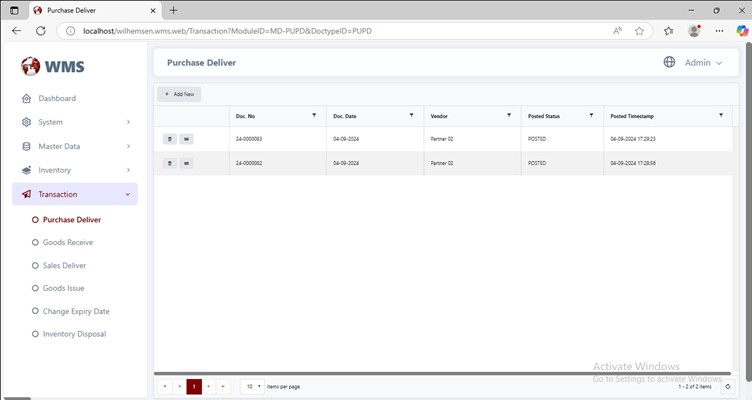 Purchase Deliver
localhost/wilhemsen.wms.web/Transaction?ModuleID=MD-PUPD&DoctypeID=PUPD
WMS
Purchase Deliver
Admin
Dashboard
System
Master Data
Inventory
Transaction
Purchase Deliver
Goods Receive
Sales Deliver
Goods Issue
Change Expiry Date
Inventory Disposal
+ Add New
Doc. No
Doc. Date
Vendor
Posted Status
Posted Timestamp
24-0000083
04-09-2024
Partner 02
POSTED
04-09-2024 17:29:23
24-0000082
04-09-2024
Partner 02
POSTED
04-09-2024 17:28:56
1
10
items per page
1 - 2 of 2 items
Activate Windows
Go to Settings to activate Windows.